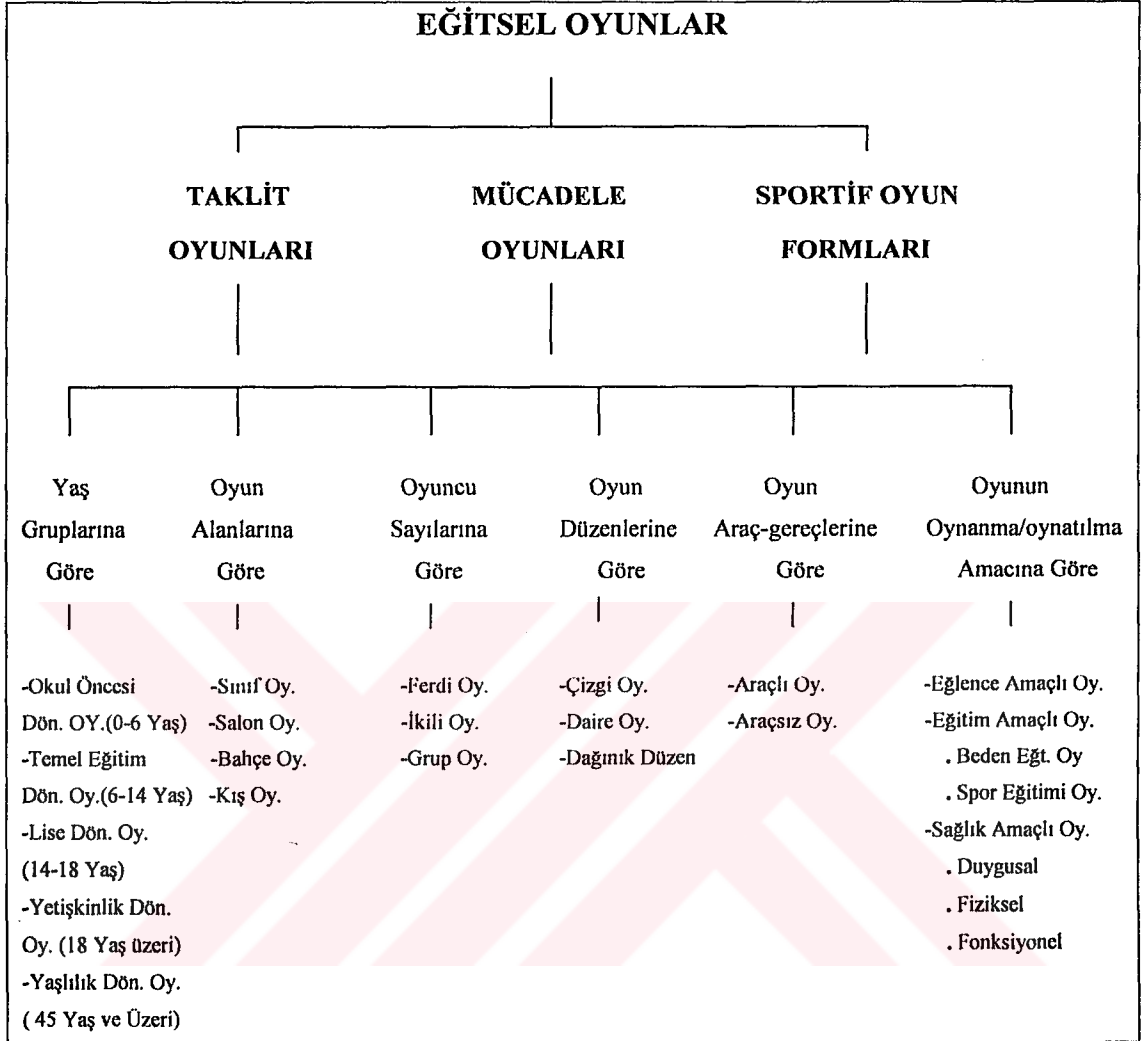 EĞİTSEL OYUNLAR
TAKLİT
OYUNLARI
MÜCADELE
OYUNLARI
SPORTİF OYUN
FORMLARI
Yaş
Gruplarına
Göre
Oyun
Alanlarına
Göre
Oyuncu
Sayılarına
Göre
Oyun
Düzenlerine
Göre
Oyun
Araç-gereçlerine
Göre
Oyunun
Oynanma/oynatılma
Amacına Göre
-Okul Öncesi
Dön. OY.(0-6 Yaş)
-Temel Eğitim
Dön. Oy.(6-14 Yaş)
-Lise Dön. Oy.
(14-18 Yaş)
-Yetişkinlik Dön.
Oy. (18 Yaş üzeri)
-Yaşlılık Dön. Oy.
( 45 Yaş ve Üzeri)
-Sınıf Oy.
-Salon Oy.
-Bahçe Oy.
-Kış Oy.
-Ferdi Oy.
-İkili Oy.
-Grup Oy.
-Çizgi Oy.
-Daire Oy.
-Dağınık Düzen
-Araçlı Oy.
-Araçsız Oy.
-Eğlence Amaçlı Oy.
-Eğitim Amaçlı Oy.
. Beden Eğt. Oy
. Spor Eğitimi Oy.
-Sağlık Amaçlı Oy.
. Duygusal
. Fiziksel
. Fonksiyonel